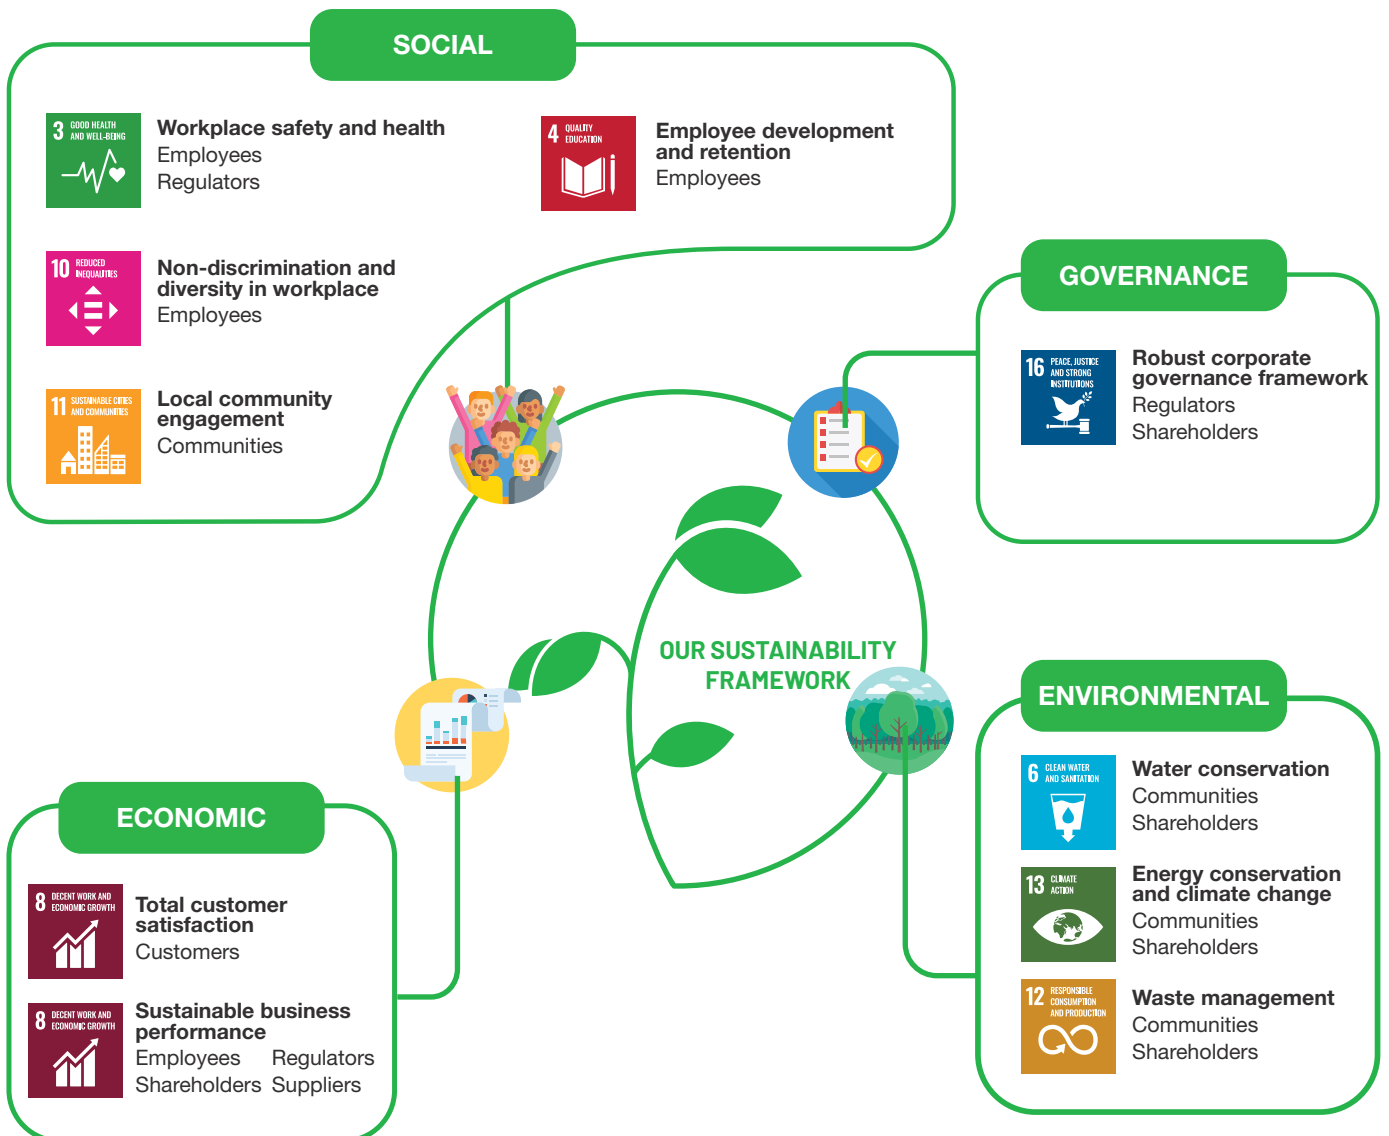 SOCIAL
3 GOOD HEALTH
AND WELL-BEING
Workplace safety and health
Employees
Regulators
4 QUALITY
EDUCATION
Employee development
and retention
Employees
10 REDUCED
INEQUALITIES
Non-discrimination and
diversity in workplace
Employees
11 SUSTAINABLE CITIES
AND COMMUNITIES
Local community
engagement
Communities
GOVERNANCE
16 PEACE, JUSTICE
AND STRONG
INSTITUTIONS
Robust corporate
governance framework
Regulators
Shareholders
OUR SUSTAINABILITY
FRAMEWORK
ECONOMIC
8 DECENT WORK AND
ECONOMIC GROWTH
Total customer
satisfaction
Customers
8 DECENT WORK AND
ECONOMIC GROWTH
Sustainable business
performance
Employees Regulators
Shareholders Suppliers
ENVIRONMENTAL
6 CLEAN WATER
AND SANITATION
Water conservation
Communities
Shareholders
13 CLIMATE
ACTION
Energy conservation
and climate change
Communities
Shareholders
12 RESPONSIBLE
CONSUMPTION
AND PRODUCTION
Waste management
Communities
Shareholders